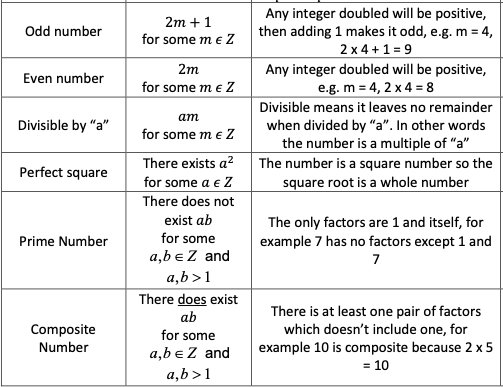 Odd number
2m + 1
for some m ϵ Z
Any integer doubled will be positive,
then adding 1 makes it odd, e.g. m = 4,
2 x 4 + 1 = 9
Even number
2m
for some m ϵ Z
Any integer doubled will be positive,
e.g. m = 4, 2 x 4 = 8
Divisible by “a”
am
for some m ϵ Z
Divisible means it leaves no remainder
when divided by “a”. In other words
the number is a multiple of “a”
Perfect square
There exists a²
for some a ϵ Z
The number is a square number so the
square root is a whole number
Prime Number
There does not
exist ab
for some
a,b ∈ Z and
a,b > 1
The only factors are 1 and itself, for
example 7 has no factors except 1 and
7
Composite
Number
There does exist
ab
for some
a,b ∈ Z and
a,b > 1
There is at least one pair of factors
which doesn’t include one, for
example 10 is composite because 2 x 5
= 10